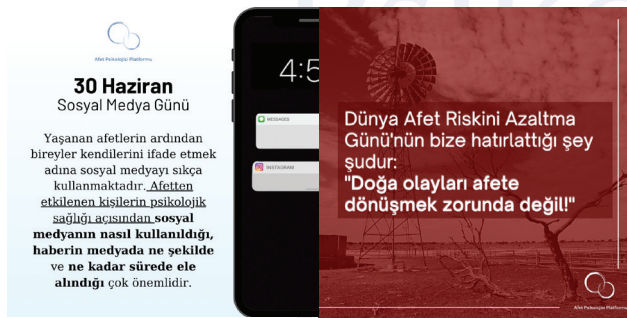 Afet Psikolojisi Platformu
30 Haziran
Sosyal Medya Günü
Yaşanan afetlerin ardından
bireyler kendilerini ifade etmek
adına sosyal medyayı sıkça
kullanmaktadır. Afetten
etkilenen kişilerin psikolojik
sağlığı açısından sosyal
medyanın nasıl kullanıldığı,
haberin medyada ne şekilde
ve ne kadar sürede ele
alındığı çok önemlidir.
4:5
MESSAGES
INSTAGRAM
Dünya Afet Riskini Azaltma
Günü'nün bize hatırlattığı şey
şudur:
"Doğa olayları afete
dönüşmek zorunda değil!"
Afet Psikolojisi Platformu